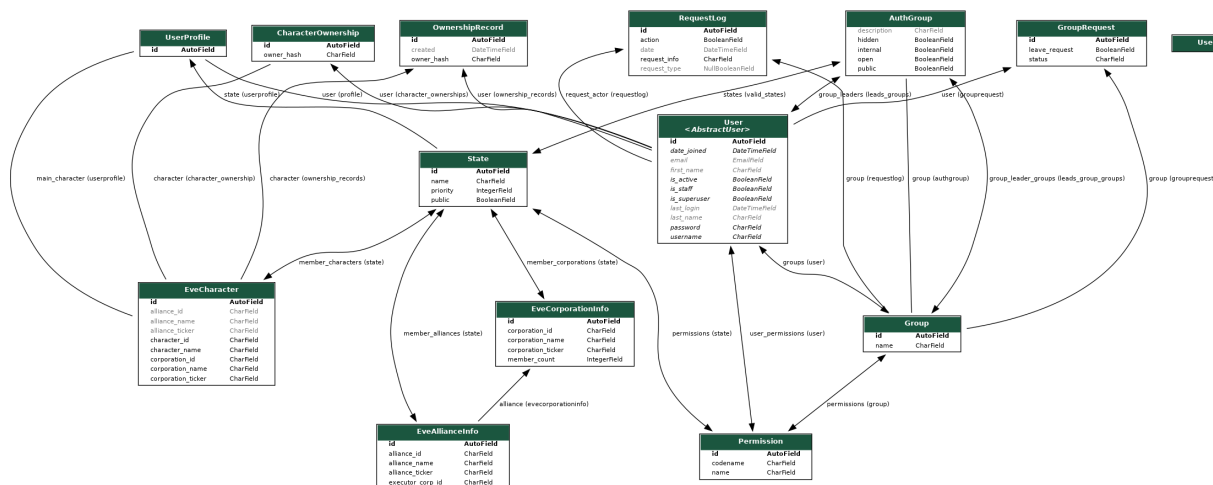 UserProfile
id AutoField
CharacterOwnership
id AutoField
owner_hash CharField
OwnershipRecord
id AutoField
created DateTimeField
owner_hash CharField
RequestLog
id AutoField
action BooleanField
date DateTimeField
request_info CharField
request_type NullBooleanField
AuthGroup
description CharField
hidden BooleanField
internal BooleanField
open BooleanField
public BooleanField
GroupRequest
id AutoField
leave_request BooleanField
status CharField
Use
state (userprofile)
user (profile)
user (character_ownerships)
user (ownership_records)
request_actor (requestlog)
states (valid_states)
group_leaders (leads_groups)
user (grouprequest)
User
<AbstractUser>
id AutoField
date_joined DateTimeField
email EmailField
first_name CharField
is_active BooleanField
is_staff BooleanField
is_superuser BooleanField
last_login DateTimeField
last_name CharField
password CharField
username CharField
State
id AutoField
name CharField
priority IntegerField
public BooleanField
main_character (userprofile)
character (character_ownership)
character (ownership_records)
group (requestlog)
group (authgroup)
group_leader_groups (leads_group_groups)
group (grouprequest
member_characters (state)
member_corporations (state)
groups (user)
EveCharacter
id AutoField
alliance_id CharField
alliance_name CharField
alliance_ticker CharField
character_id CharField
character_name CharField
corporation_id CharField
corporation_name CharField
corporation_ticker CharField
EveCorporationInfo
id AutoField
corporation_id CharField
corporation_name CharField
corporation_ticker CharField
member_count IntegerField
Group
id AutoField
name CharField
member_alliances (state)
permissions (state)
user_permissions (user)
alliance (evecorporationinfo)
permissions (group)
EveAllianceInfo
id AutoField
alliance_id CharField
alliance_name CharField
alliance_ticker CharField
executor_corp_id CharField
Permission
id AutoField
codename CharField
name CharField